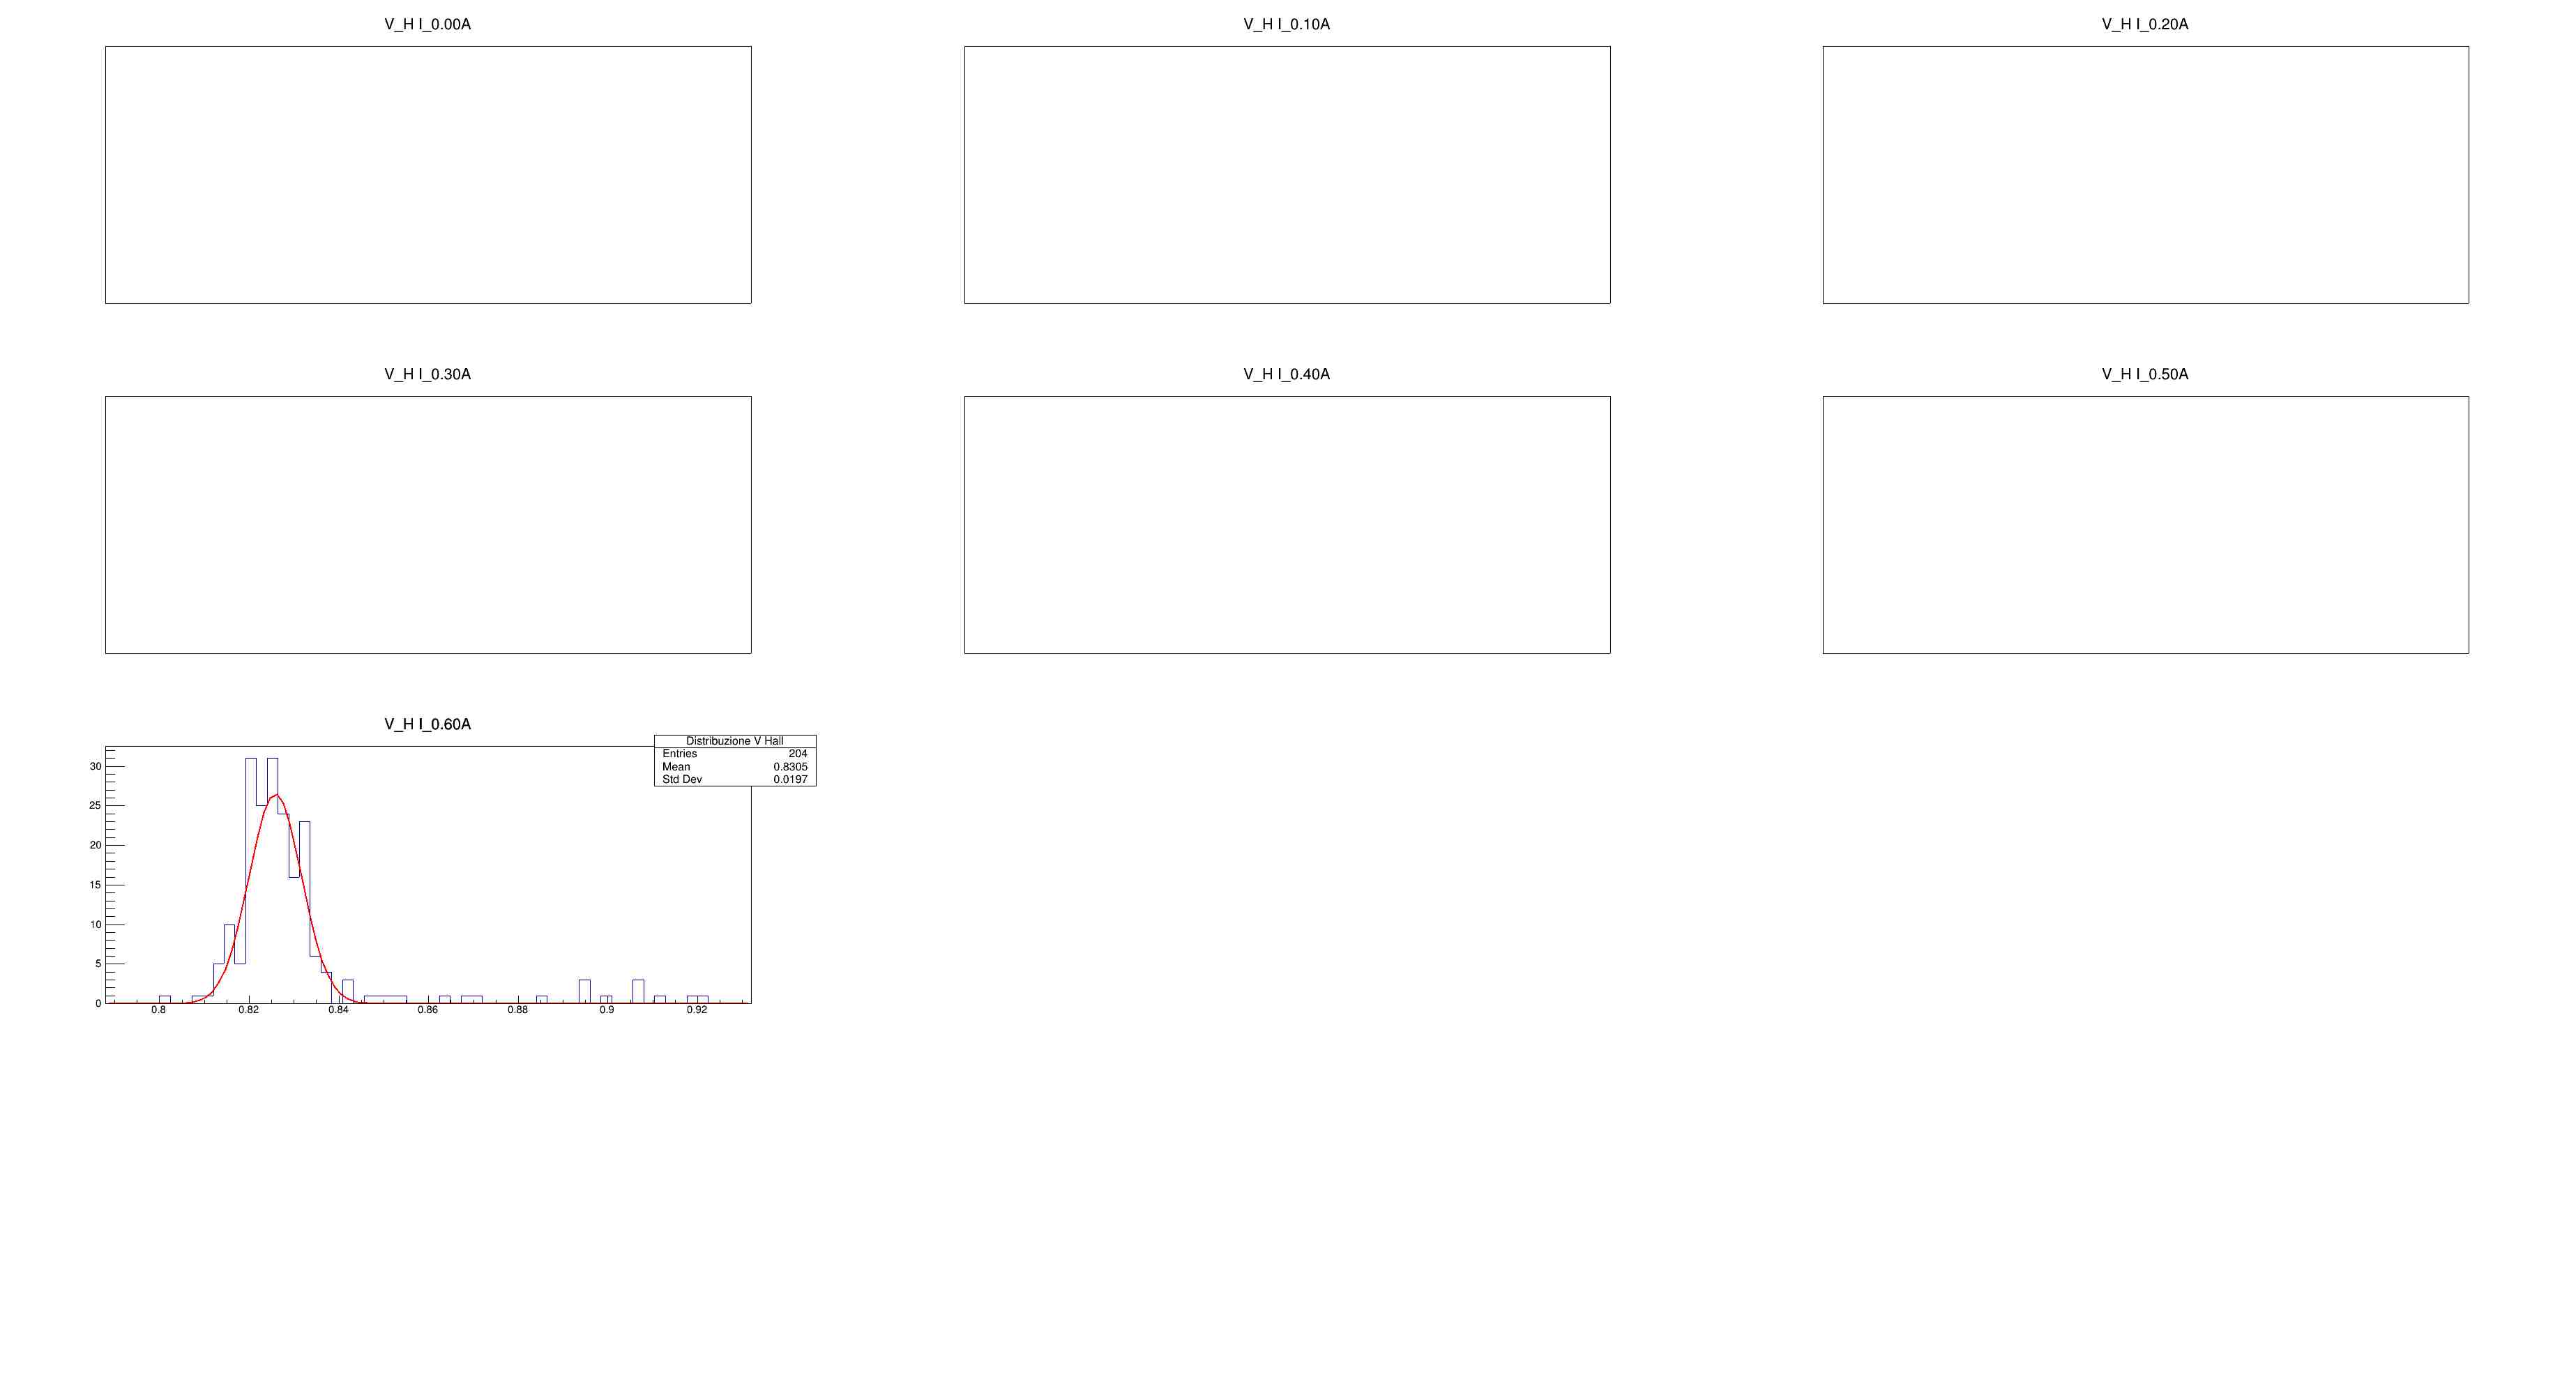 V_H I_0.00A
V_H I_0.10A
V_H I_0.20A
V_H I_0.30A
V_H I_0.40A
V_H I_0.50A
V_H I_0.60A
Distribuzione V Hall
Entries 204
Mean 0.8305
Std Dev 0.0197
30
25
20
15
10
5
0
0.8 0.82 0.84 0.86 0.88 0.9 0.92